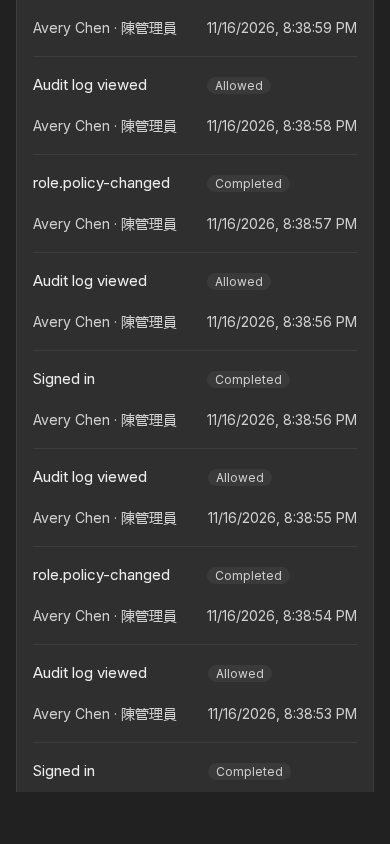 Avery Chen · 陳管理員 11/16/2026, 8:38:59 PM
Audit log viewed Allowed
Avery Chen · 陳管理員 11/16/2026, 8:38:58 PM
role.policy-changed Completed
Avery Chen · 陳管理員 11/16/2026, 8:38:57 PM
Audit log viewed Allowed
Avery Chen · 陳管理員 11/16/2026, 8:38:56 PM
Signed in Completed
Avery Chen · 陳管理員 11/16/2026, 8:38:56 PM
Audit log viewed Allowed
Avery Chen · 陳管理員 11/16/2026, 8:38:55 PM
role.policy-changed Completed
Avery Chen · 陳管理員 11/16/2026, 8:38:54 PM
Audit log viewed Allowed
Avery Chen · 陳管理員 11/16/2026, 8:38:53 PM
Signed in Completed